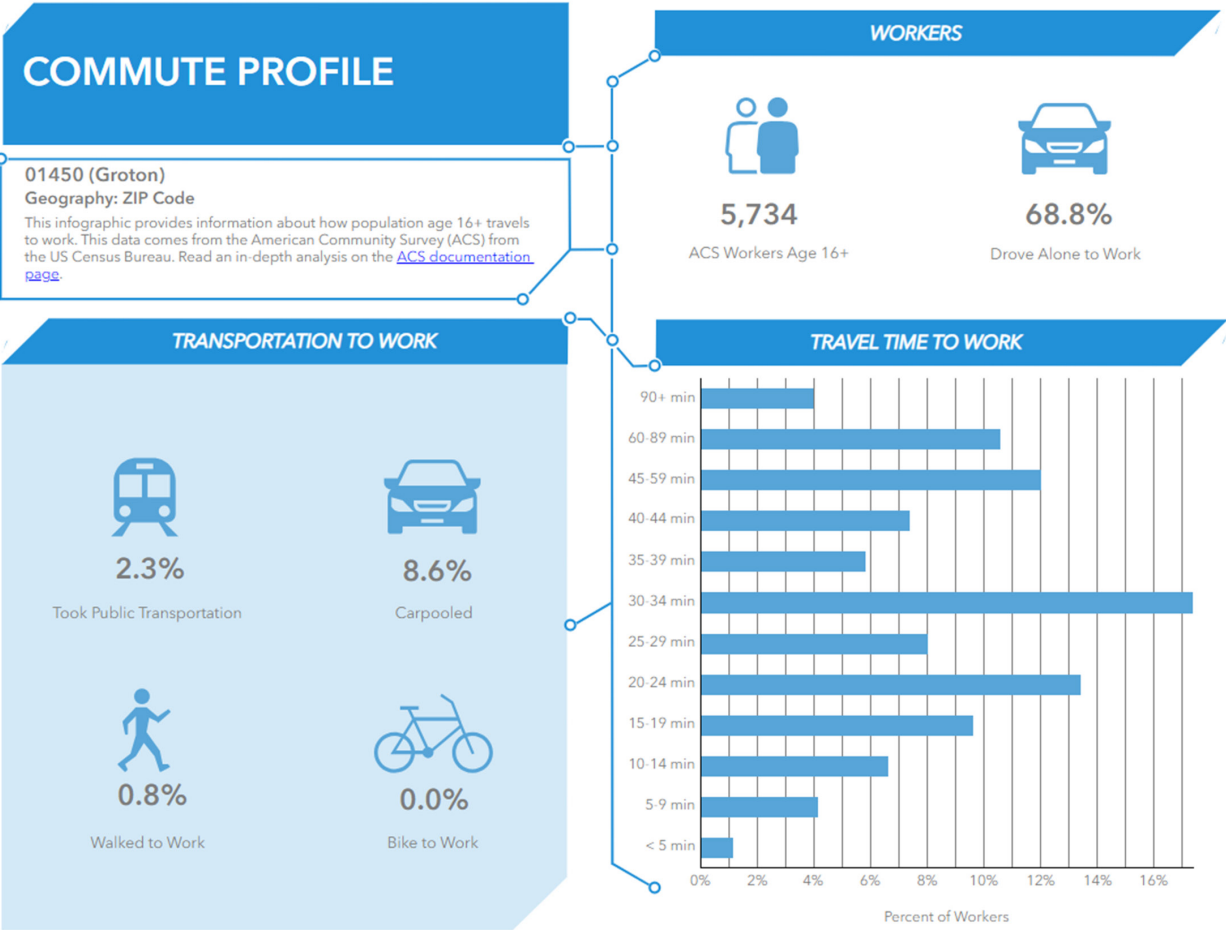 COMMUTE PROFILE
01450 (Groton)
Geography: ZIP Code
This infographic provides information about how population age 16+ travels
to work. This data comes from the American Community Survey (ACS) from
the US Census Bureau. Read an in-depth analysis on the ACS documentation
page.
WORKERS
5,734
ACS Workers Age 16+
68.8%
Drove Alone to Work
TRANSPORTATION TO WORK
2.3%
Took Public Transportation
8.6%
Carpooled
0.8%
Walked to Work
0.0%
Bike to Work
TRAVEL TIME TO WORK
90+ min
60-89 min
45-59 min
40-44 min
35-39 min
30-34 min
25-29 min
20-24 min
15-19 min
10-14 min
5-9 min
< 5 min
0% 2% 4% 6% 8% 10% 12% 14% 16%
Percent of Workers